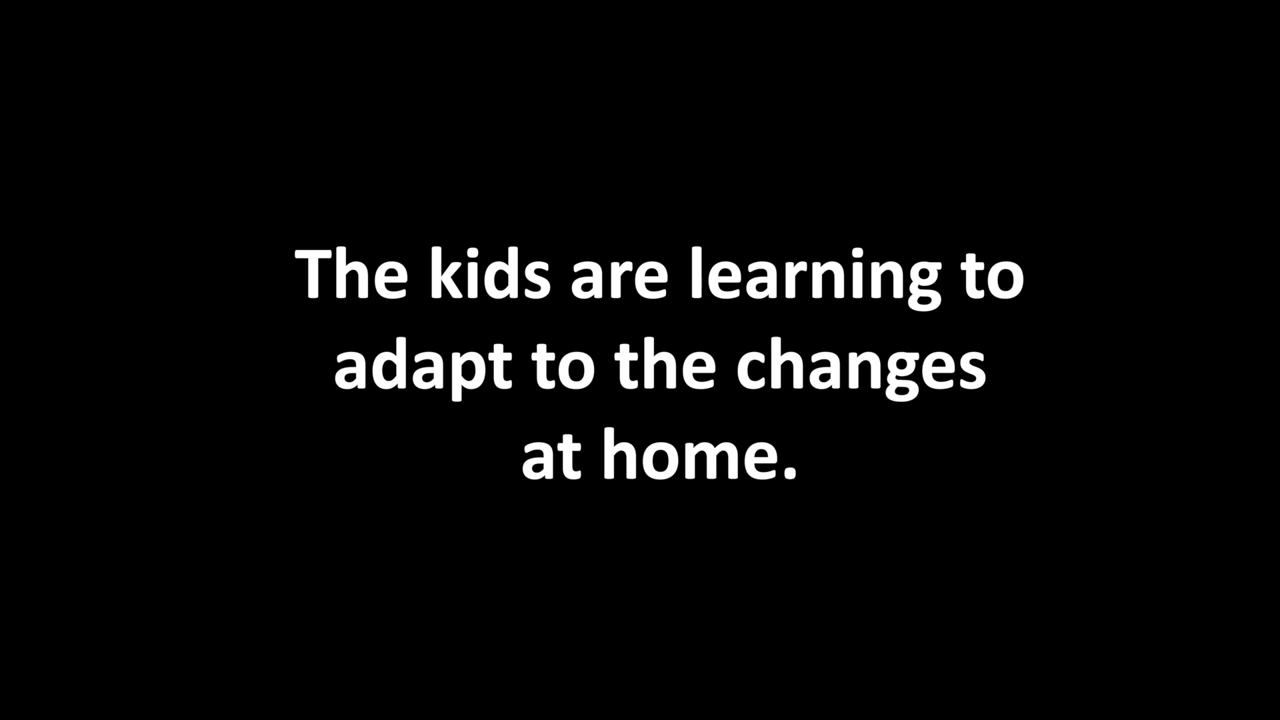 The kids are learning to
adapt to the changes
at home.